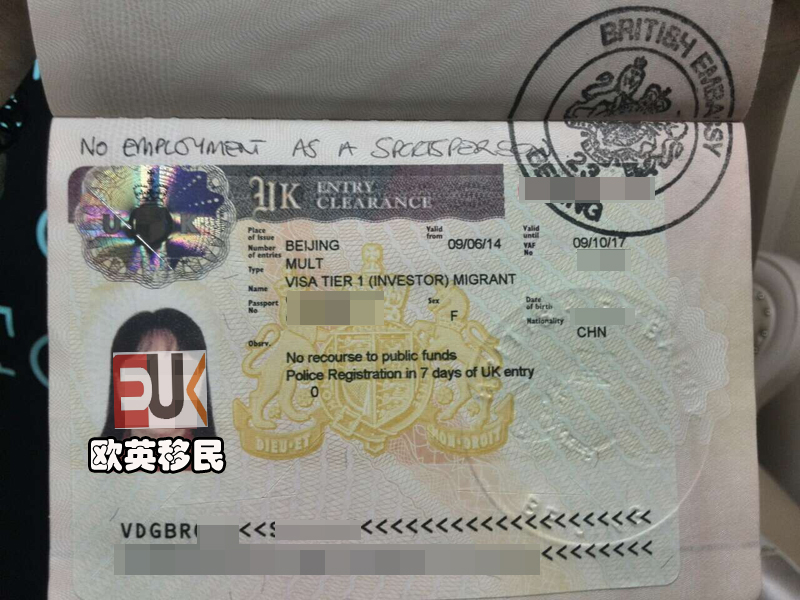 BRITISH EMBASSY
BEIJING
NO EMPLOYMENT AS A SPORTSPERSON
UK ENTRY CLEARANCE
Place of Issue BEIJING
Valid from 09/06/14
Valid until 09/10/17
Number of entries MULT
VAF No
Type VISA TIER 1 (INVESTOR) MIGRANT
Name
Passport No
Sex F
Date of birth
Nationality CHN
Observ.
No recourse to public funds
Police Registration in 7 days of UK entry
0
DIEU·ET MON·DROIT
EUK
欧英移民
VDGBR